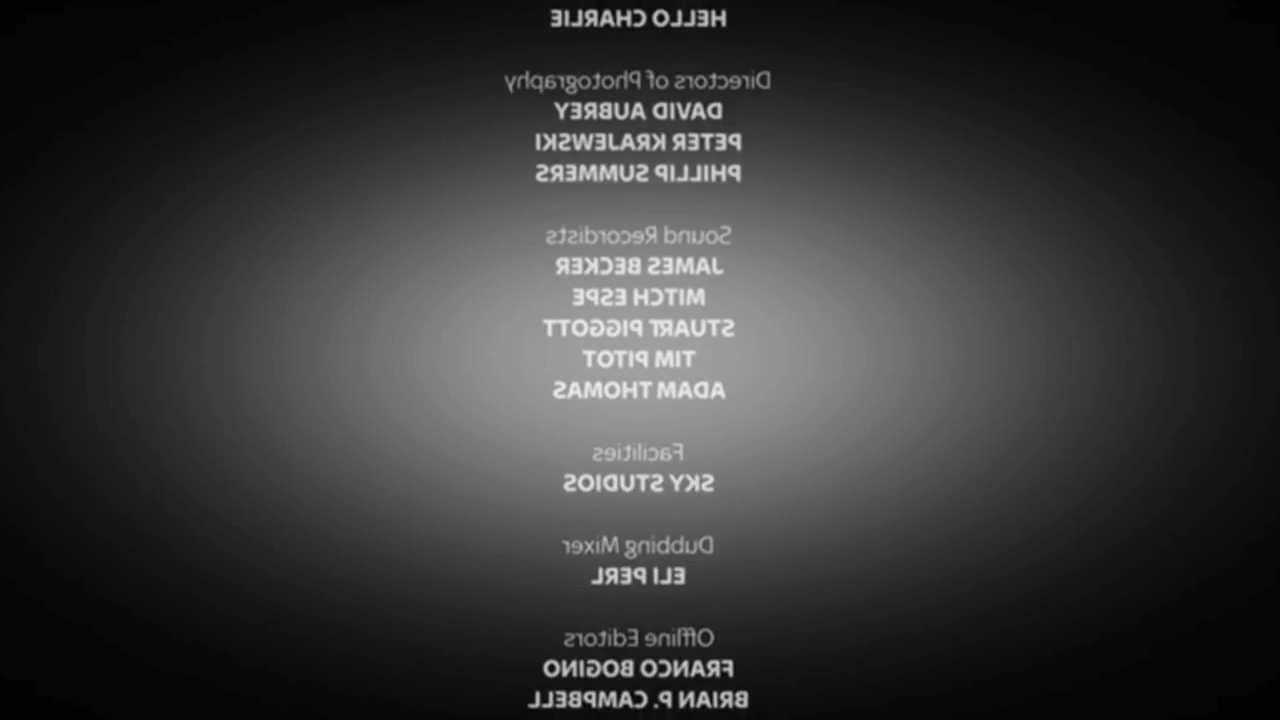 HELLO CHARLIE
Directors of Photography
DAVID AUBREY
PETER KRAJEWSKI
PHILLIP SUMMERS
Sound Recordists
JAMES BECKER
MITCH ESPE
STUART PIGGOTT
TIM PITOT
ADAM THOMAS
Facilities
SKY STUDIOS
Dubbing Mixer
ELI PERL
Offline Editors
FRANCO BOGINO
BRIAN P. CAMPBELL